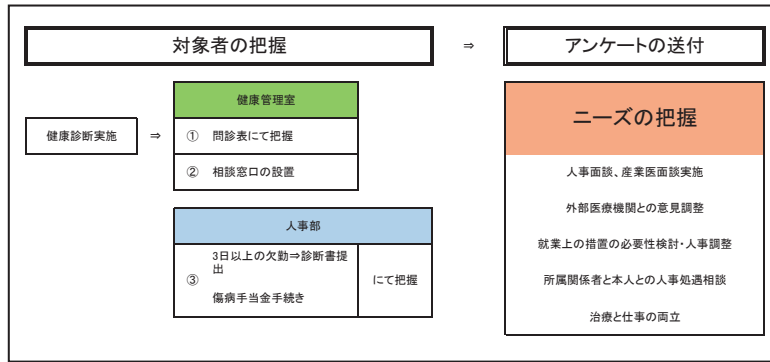 対象者の把握
⇒
アンケートの送付
健康診断実施
⇒
健康管理室
① 問診表にて把握
② 相談窓口の設置
人事部
③
3日以上の欠勤⇒診断書提
出
傷病手当金手続き
にて把握
ニーズの把握
人事面談、産業医面談実施
外部医療機関との意見調整
就業上の措置の必要性検討・人事調整
所属関係者と本人との人事処遇相談
治療と仕事の両立